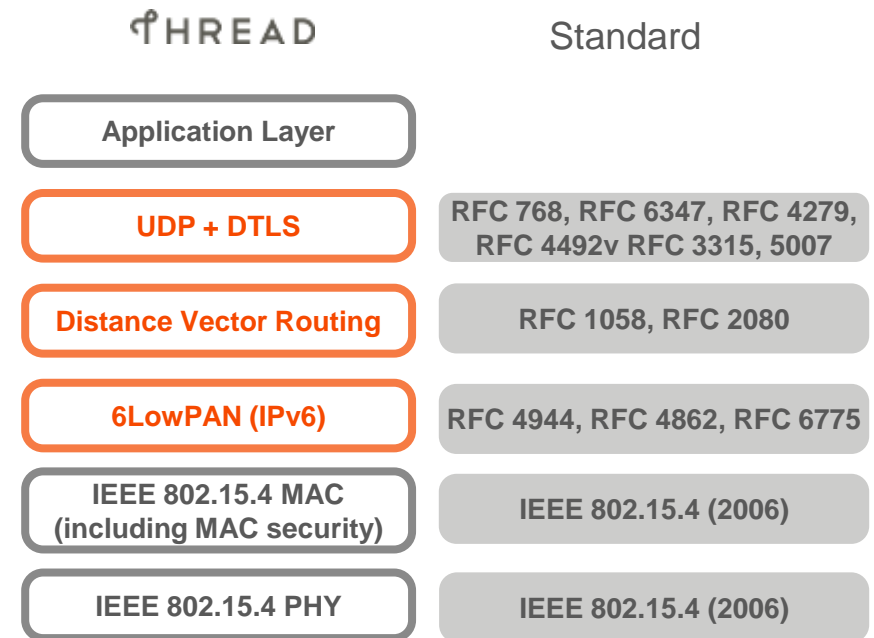 THREAD
Standard
Application Layer
UDP + DTLS
RFC 768, RFC 6347, RFC 4279,
RFC 4492v RFC 3315, 5007
Distance Vector Routing
RFC 1058, RFC 2080
6LowPAN (IPv6)
RFC 4944, RFC 4862, RFC 6775
IEEE 802.15.4 MAC
(including MAC security)
IEEE 802.15.4 (2006)
IEEE 802.15.4 PHY
IEEE 802.15.4 (2006)